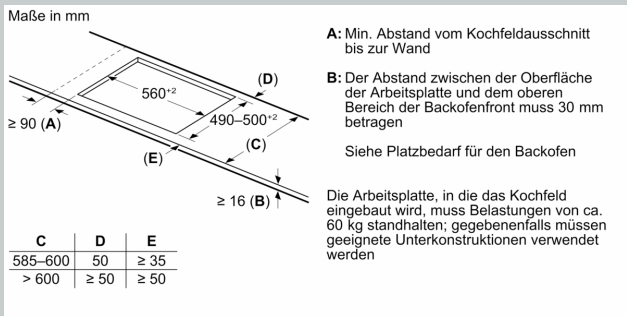 Maße in mm
560+2
490–500+2
(D)
(C)
≥ 90 (A)
(E)
≥ 16 (B)
C D E
585–600 50 ≥ 35
> 600 ≥ 50 ≥ 50
A: Min. Abstand vom Kochfeldausschnitt
bis zur Wand
B: Der Abstand zwischen der Oberfläche
der Arbeitsplatte und dem oberen
Bereich der Backofenfront muss 30 mm
betragen
Siehe Platzbedarf für den Backofen
Die Arbeitsplatte, in die das Kochfeld
eingebaut wird, muss Belastungen von ca.
60 kg standhalten; gegebenenfalls müssen
geeignete Unterkonstruktionen verwendet
werden